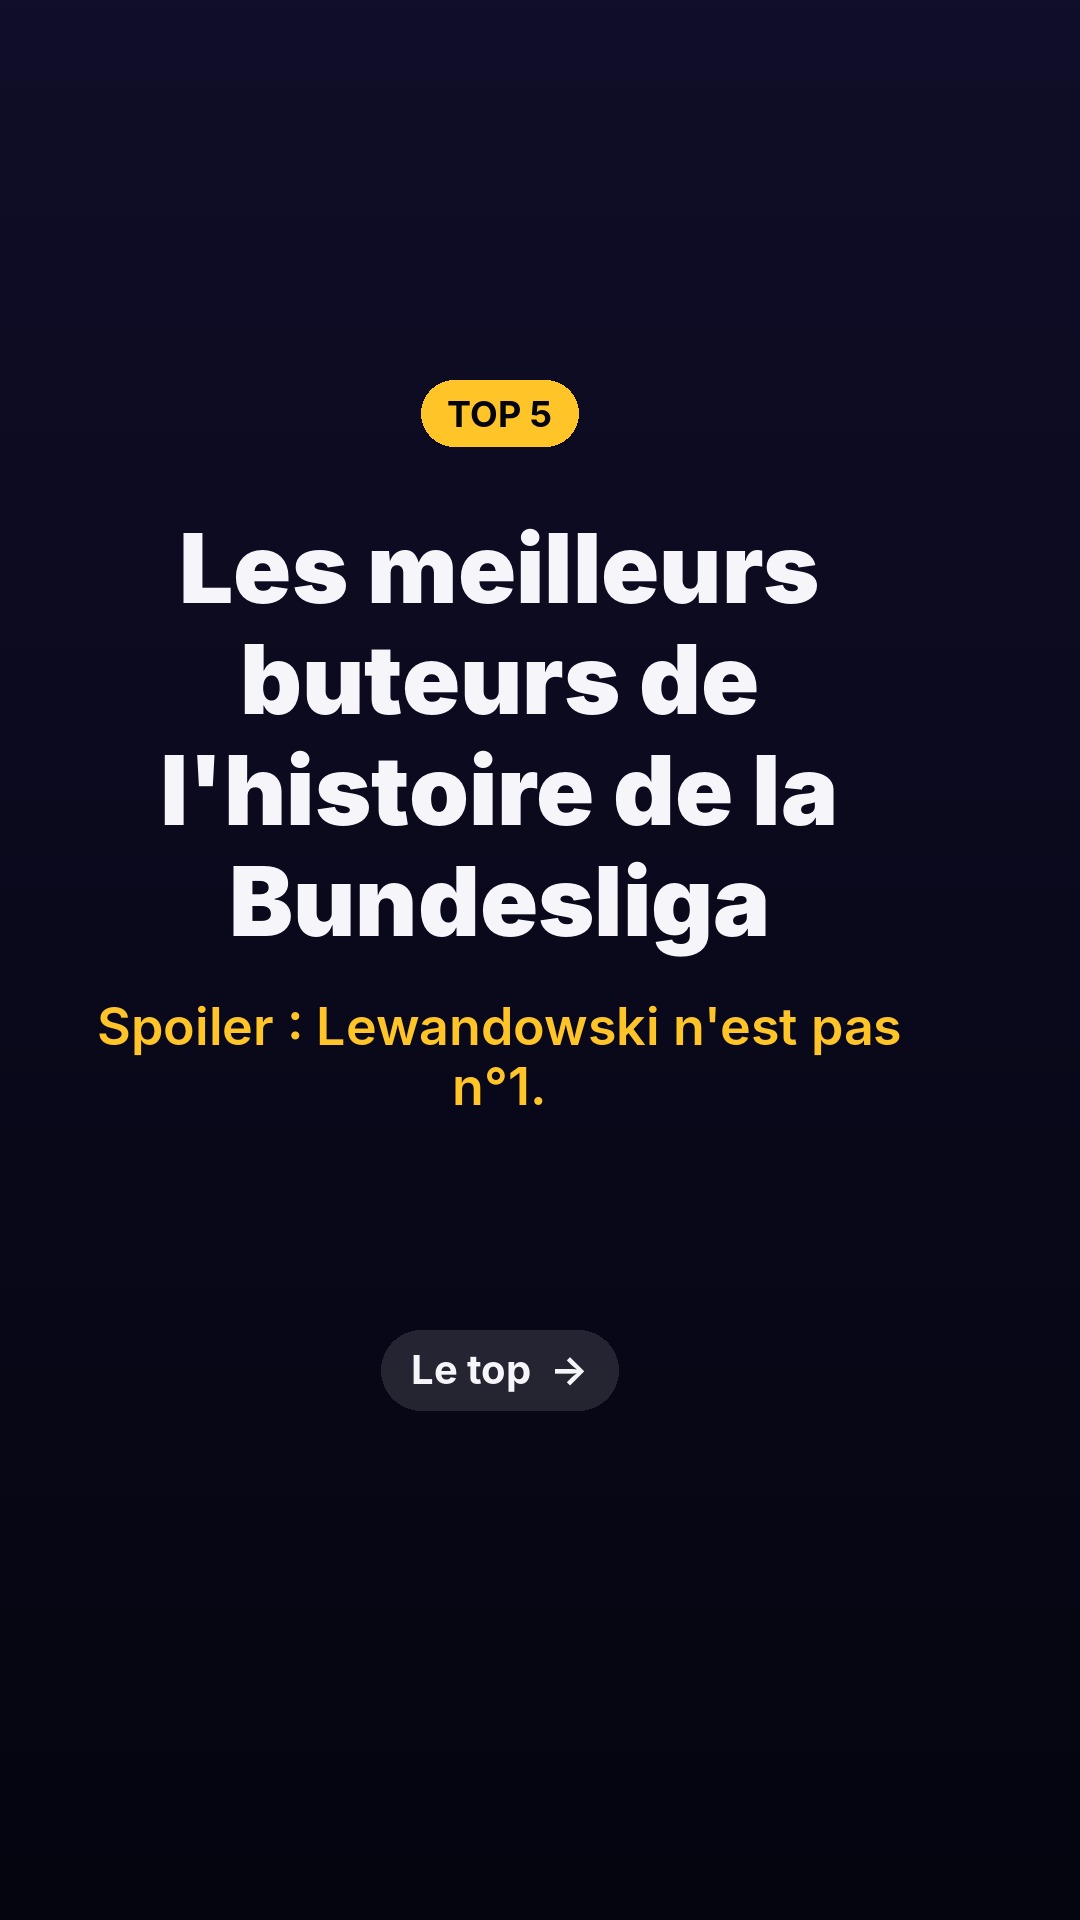 TOP 5
Les meilleurs
buteurs de
l'histoire de la
Bundesliga
Spoiler : Lewandowski n'est pas
n°1.
Le top →